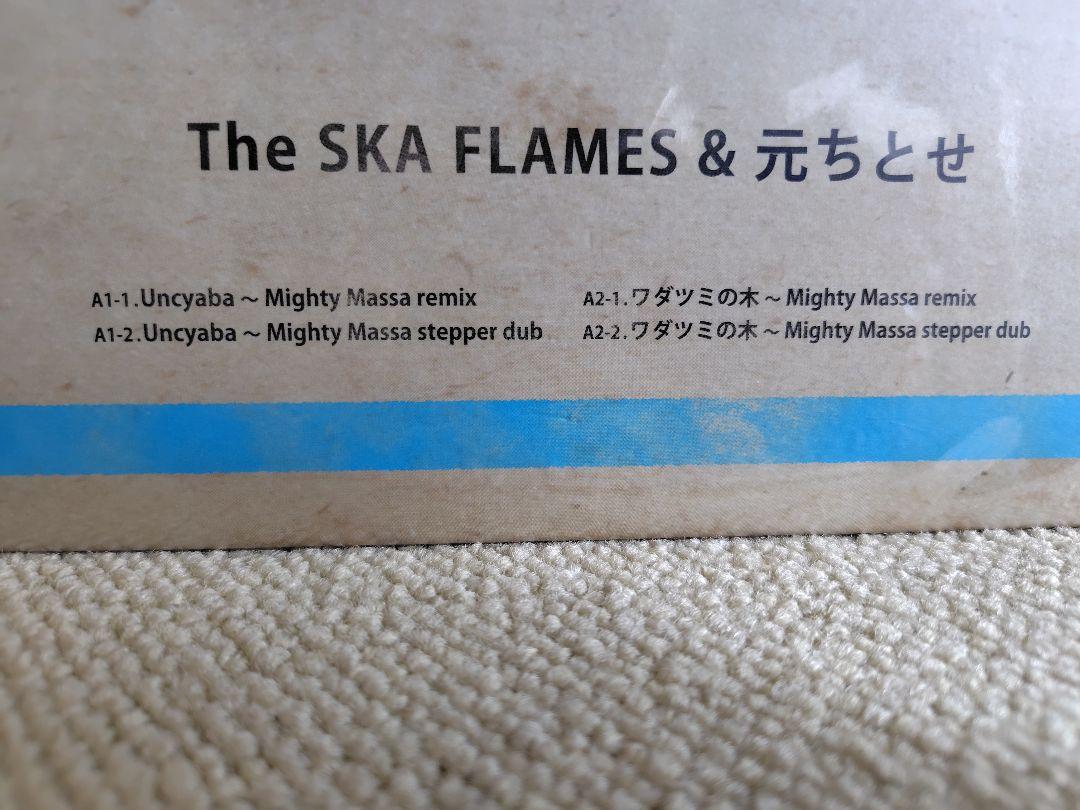 The SKA FLAMES & 元ちとせ
A1-1.Uncyaba ~ Mighty Massa remix
A1-2.Uncyaba ~ Mighty Massa stepper dub
A2-1.ワダツミの木 ~ Mighty Massa remix
A2-2.ワダツミの木 ~ Mighty Massa stepper dub